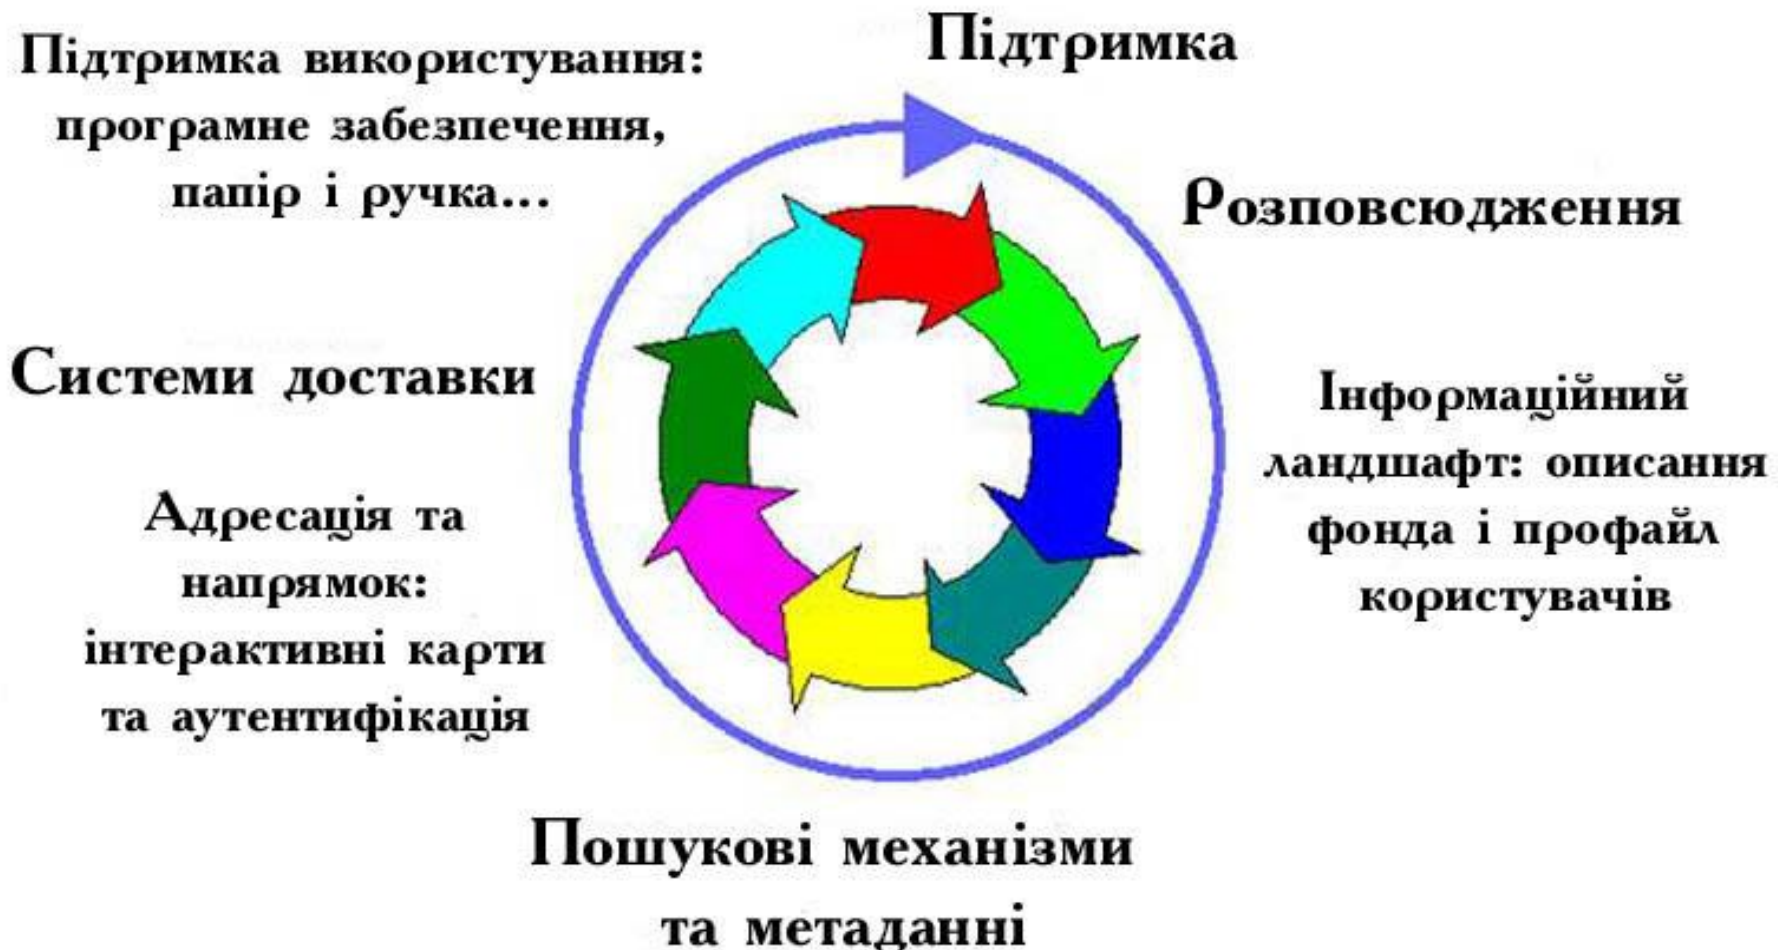 Підтримка
Розповсюдження
Інформаційний
ландшафт: описання
фонда і профайл
користувачів
Пошукові механізми
та метаданні
Адресація та
напрямок:
інтерактивні карти
та аутентифікація
Системи доставки
Підтримка використування:
програмне забезпечення,
папір і ручка...